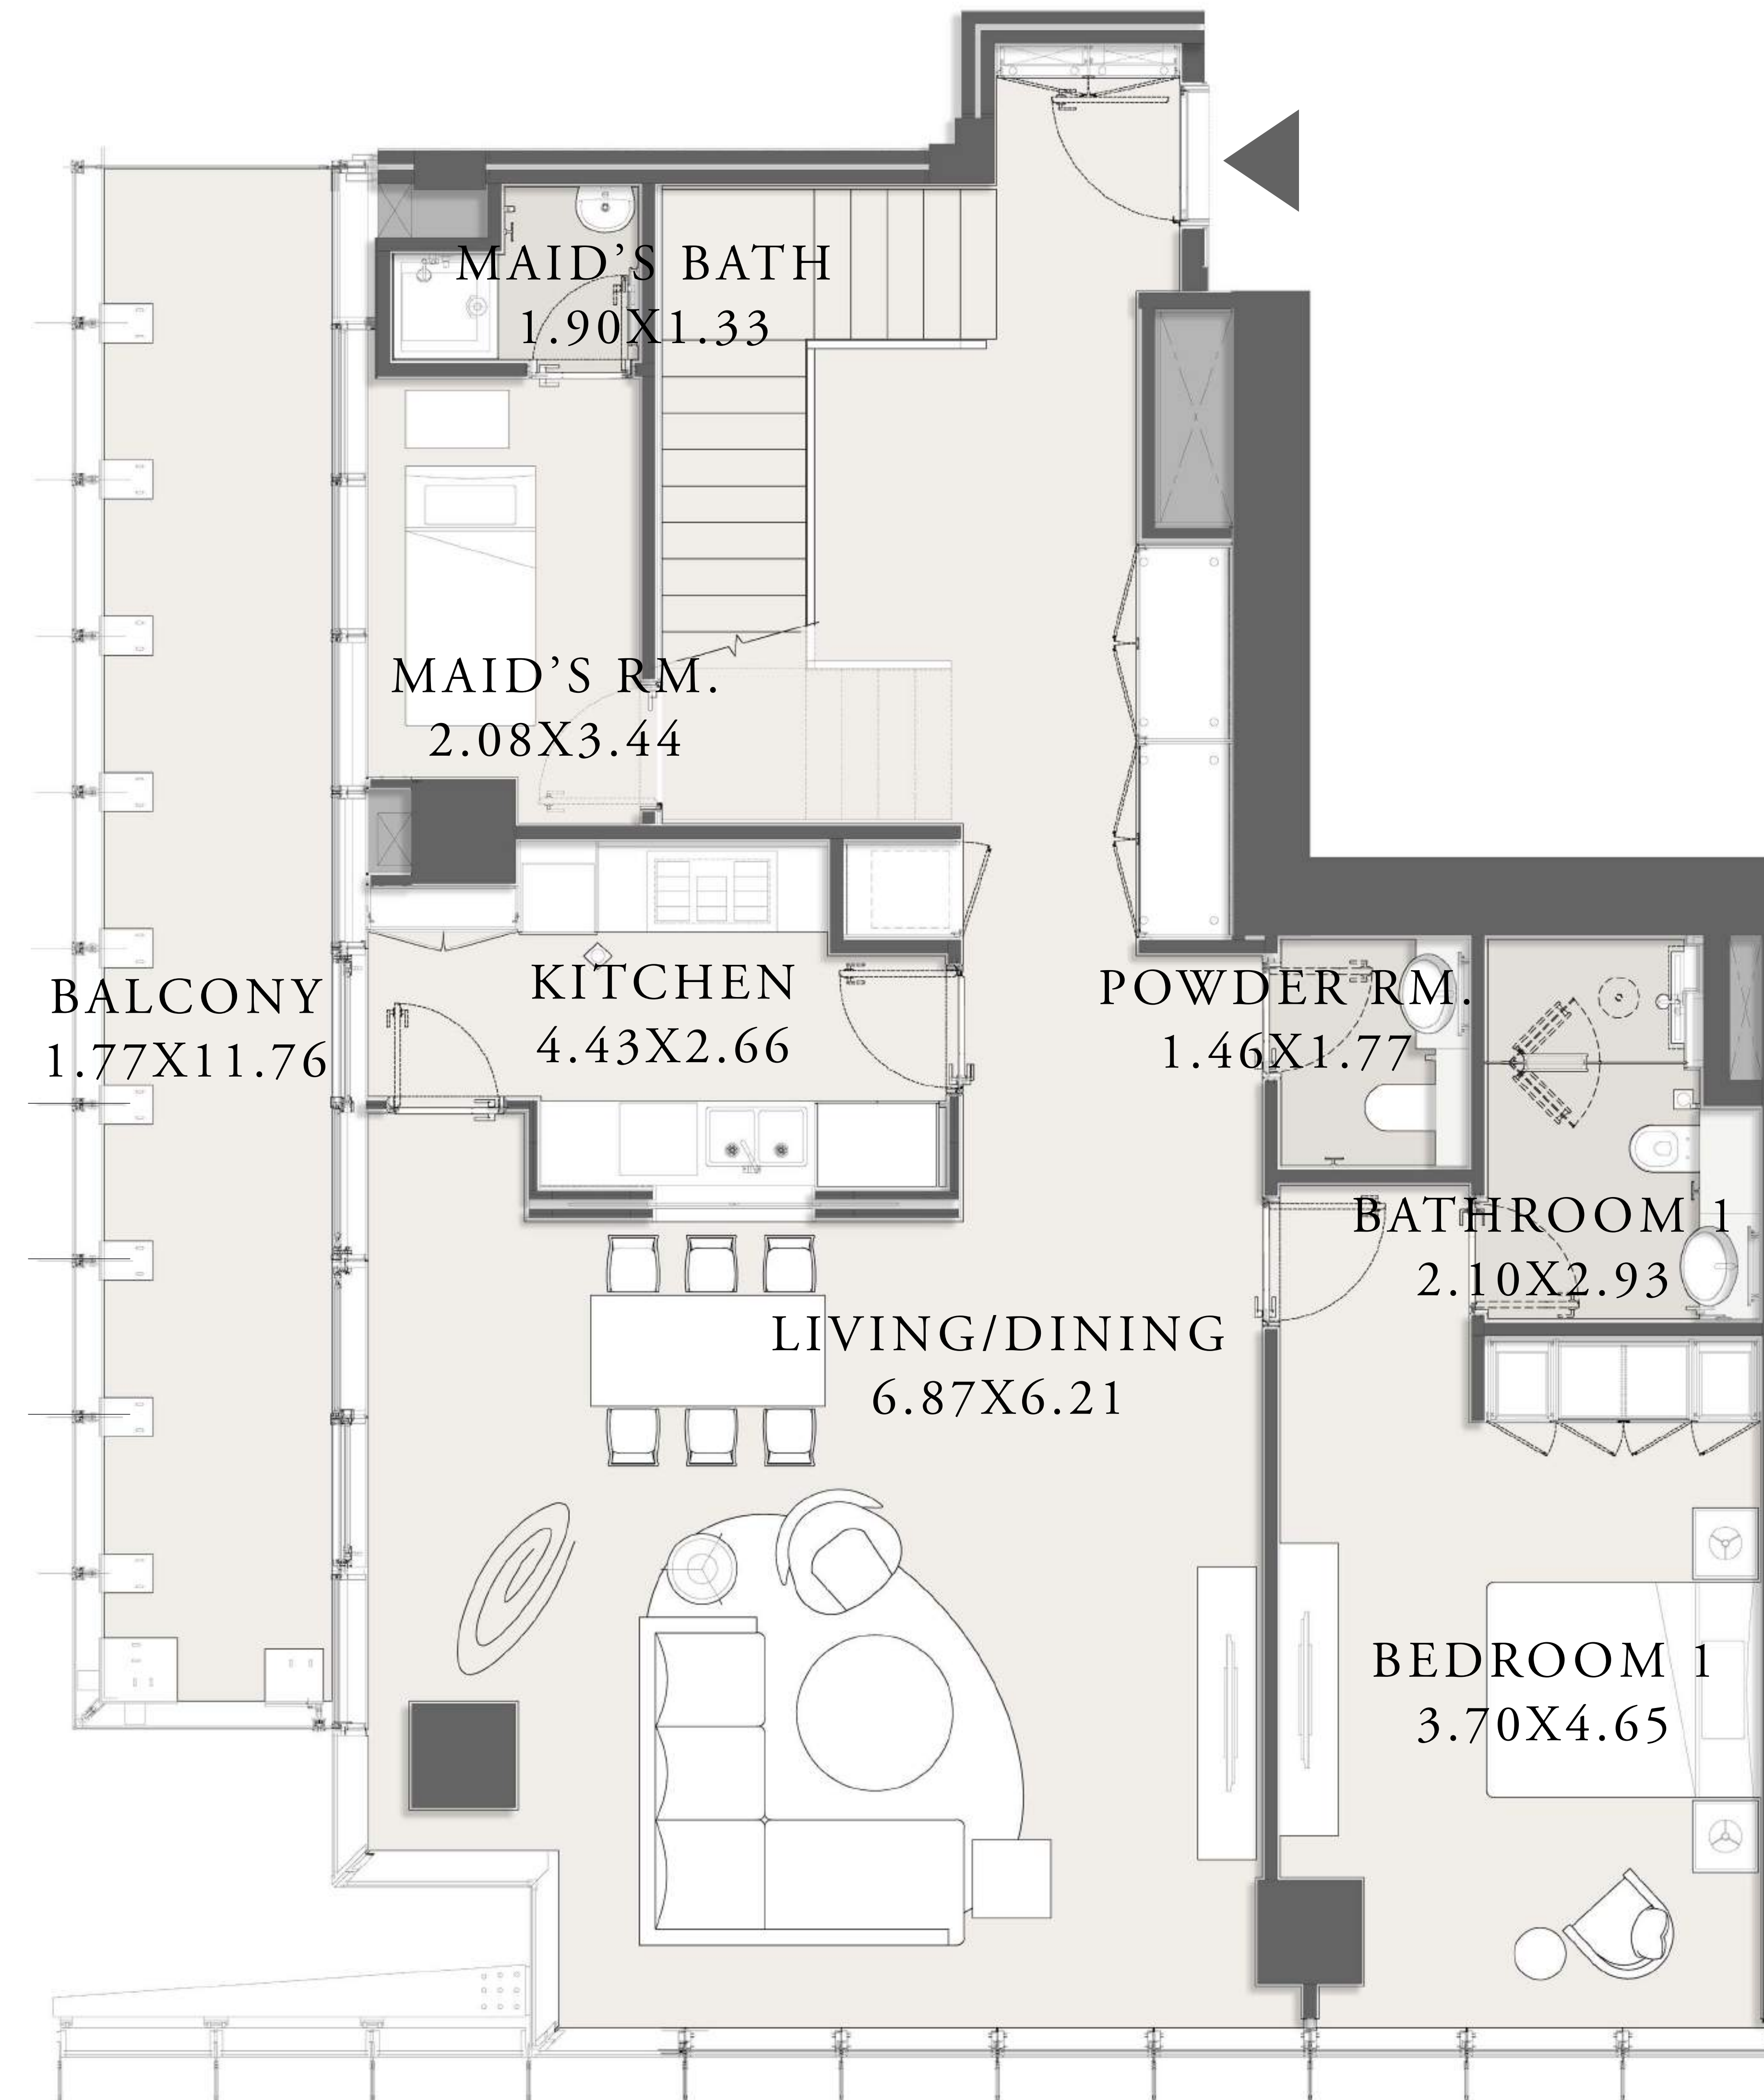 MAID’S BATH
1.90X1.33
MAID’S RM.
2.08X3.44
BALCONY
1.77X11.76
KITCHEN
4.43X2.66
POWDER RM.
1.46X1.77
BATHROOM 1
2.10X2.93
LIVING/DINING
6.87X6.21
BEDROOM 1
3.70X4.65